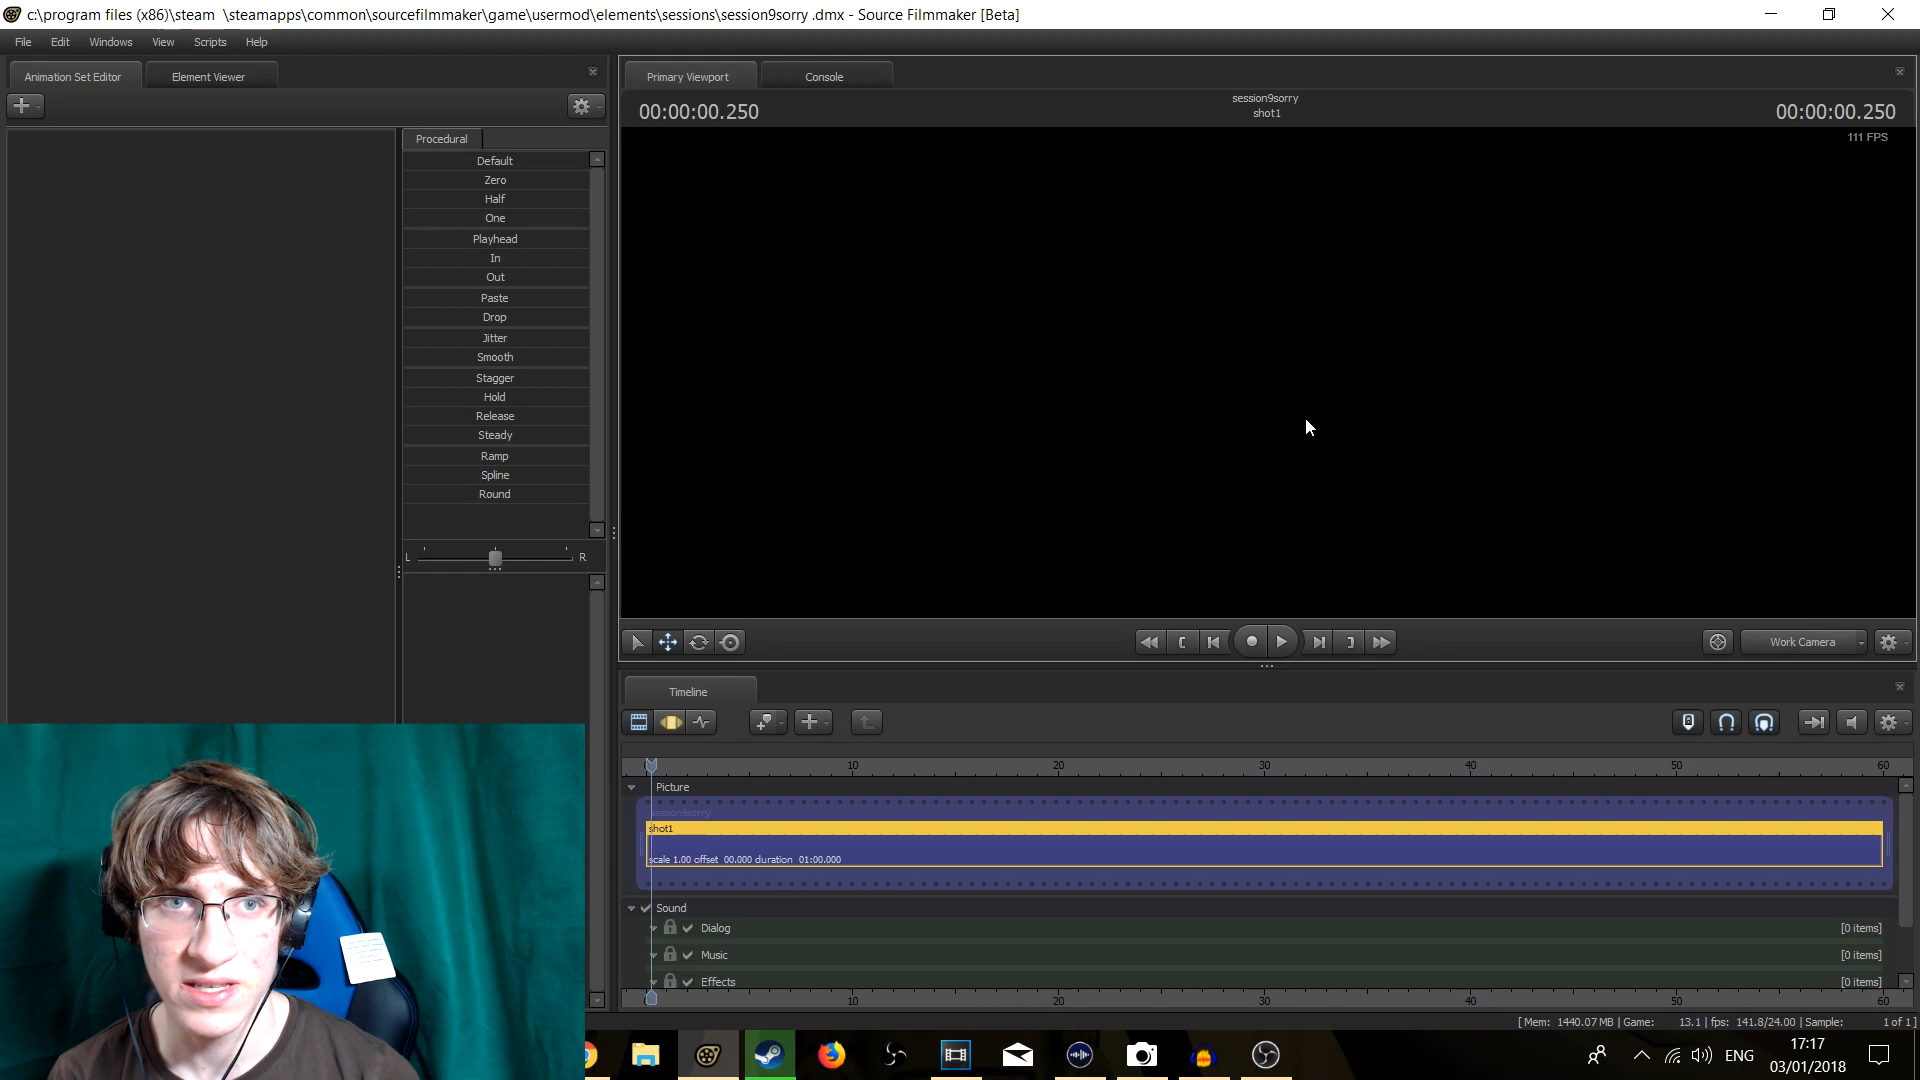 c:\program files (x86)\steam \steamapps\common\sourcefilmmaker\game\usermod\elements\sessions\session9sorry .dmx - Source Filmmaker [Beta]
File Edit Windows View Scripts Help
Animation Set Editor Element Viewer
Primary Viewport Console
00:00:00.250
session9sorry
shot1
00:00:00.250
111 FPS
Procedural
Default
Zero
Half
One
Playhead
In
Out
Paste
Drop
Jitter
Smooth
Stagger
Hold
Release
Steady
Ramp
Spline
Round
L R
Work Camera
Timeline
10 20 30 40 50 60
Picture
session9sorry
shot1
scale 1.00 offset 00.000 duration 01:00.000
Sound
Dialog [0 items]
Music [0 items]
Effects [0 items]
10 20 30 40 50 60
[ Mem: 1440.07 MB | Game: 13.1 | fps: 141.8/24.00 | Sample: 1 of 1 ]
ENG
17:17
03/01/2018